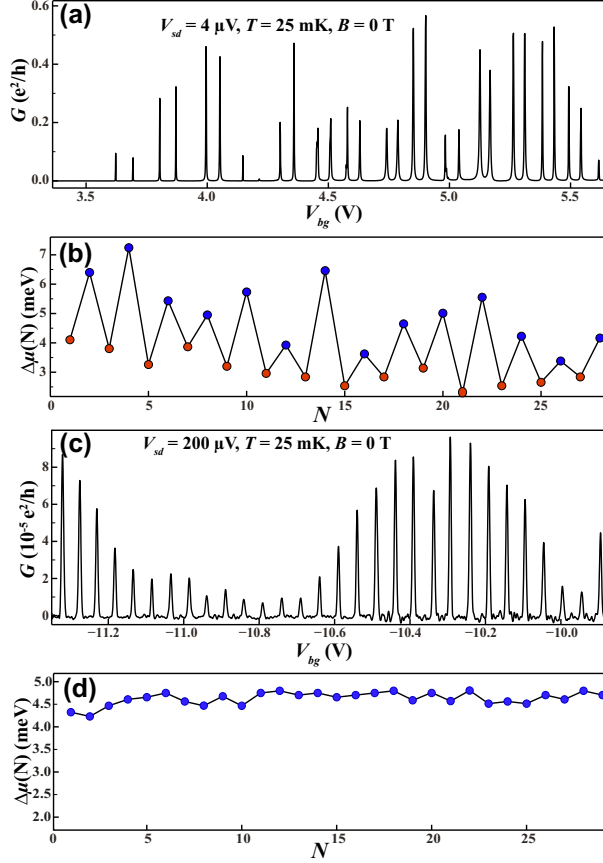 (a)
V_sd = 4 µV, T = 25 mK, B = 0 T
G (e²/h)
0.6
0.4
0.2
0.0
3.5 4.0 4.5 5.0 5.5
V_bg (V)
(b)
Δμ(N) (meV)
7
6
5
4
3
0 5 10 15 20 25
N
(c)
V_sd = 200 µV, T = 25 mK, B = 0 T
G (10⁻⁵ e²/h)
8
6
4
2
0
−11.2 −11.0 −10.8 −10.6 −10.4 −10.2 −10.0
V_bg (V)
(d)
Δμ(N) (meV)
5.0
4.5
4.0
3.5
3.0
2.5
2.0
0 5 10 15 20 25
N